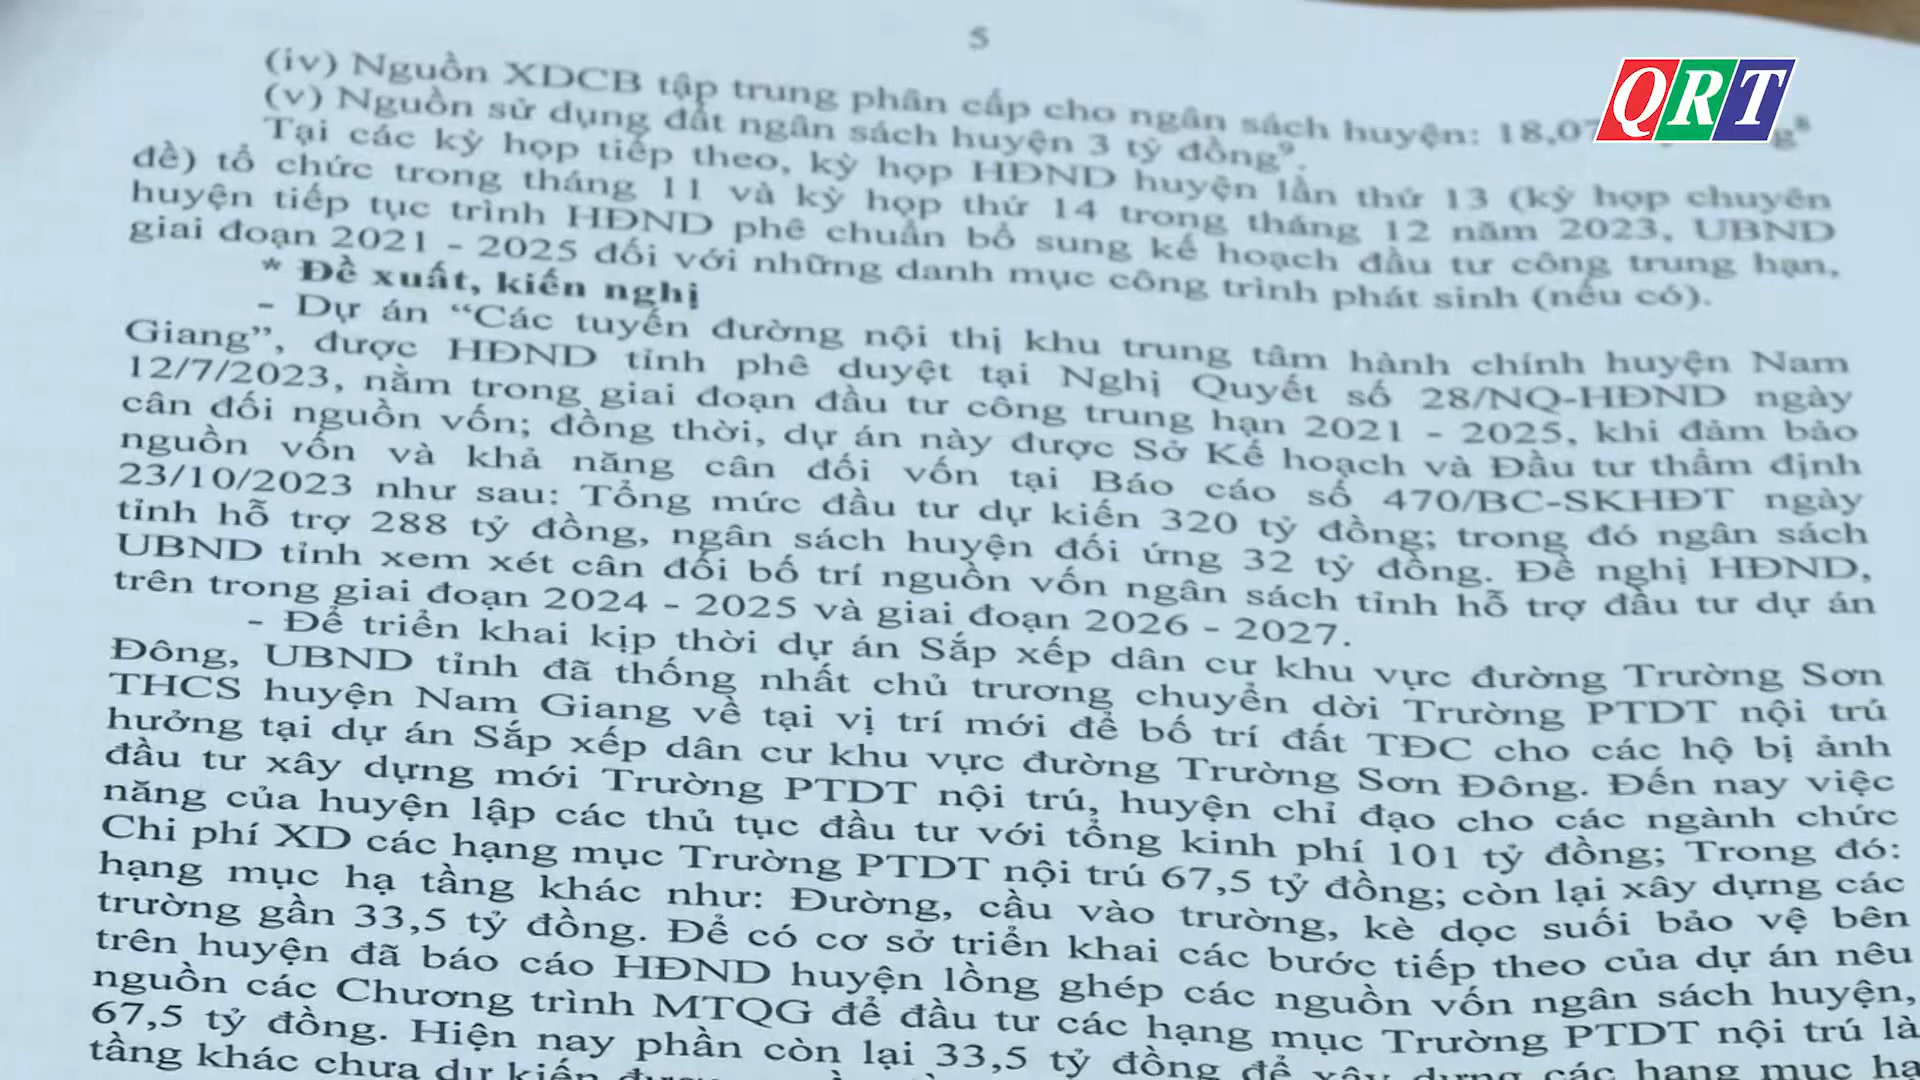 5
QRT
(iv) Nguồn XDCB tập trung phân cấp cho ngân sách huyện: 18,07
(v) Nguồn sử dụng đất ngân sách huyện 3 tỷ đồng⁹.
Tại các kỳ họp tiếp theo, kỳ họp HĐND huyện lần thứ 13 (kỳ họp chuyên
đề) tổ chức trong tháng 11 và kỳ họp thứ 14 trong tháng 12 năm 2023, UBND
huyện tiếp tục trình HĐND phê chuẩn bổ sung kế hoạch đầu tư công trung hạn,
giai đoạn 2021 - 2025 đối với những danh mục công trình phát sinh (nếu có).
* Đề xuất, kiến nghị
- Dự án “Các tuyến đường nội thị khu trung tâm hành chính huyện Nam
Giang”, được HĐND tỉnh phê duyệt tại Nghị Quyết số 28/NQ-HĐND ngày
12/7/2023, nằm trong giai đoạn đầu tư công trung hạn 2021 - 2025, khi đảm bảo
cân đối nguồn vốn; đồng thời, dự án này được Sở Kế hoạch và Đầu tư thẩm định
nguồn vốn và khả năng cân đối vốn tại Báo cáo số 470/BC-SKHĐT ngày
23/10/2023 như sau: Tổng mức đầu tư dự kiến 320 tỷ đồng; trong đó ngân sách
tỉnh hỗ trợ 288 tỷ đồng, ngân sách huyện đối ứng 32 tỷ đồng. Đề nghị HĐND,
UBND tỉnh xem xét cân đối bố trí nguồn vốn ngân sách tỉnh hỗ trợ đầu tư dự án
trên trong giai đoạn 2024 - 2025 và giai đoạn 2026 - 2027.
- Để triển khai kịp thời dự án Sắp xếp dân cư khu vực đường Trường Sơn
Đông, UBND tỉnh đã thống nhất chủ trương chuyển dời Trường PTDT nội trú
THCS huyện Nam Giang về tại vị trí mới để bố trí đất TĐC cho các hộ bị ảnh
hưởng tại dự án Sắp xếp dân cư khu vực đường Trường Sơn Đông. Đến nay việc
đầu tư xây dựng mới Trường PTDT nội trú, huyện chỉ đạo cho các ngành chức
năng của huyện lập các thủ tục đầu tư với tổng kinh phí 101 tỷ đồng; Trong đó:
Chi phí XD các hạng mục Trường PTDT nội trú 67,5 tỷ đồng; còn lại xây dựng các
hạng mục hạ tầng khác như: Đường, cầu vào trường, kè dọc suối bảo vệ bên
trường gần 33,5 tỷ đồng. Để có cơ sở triển khai các bước tiếp theo của dự án nêu
trên huyện đã báo cáo HĐND huyện lồng ghép các nguồn vốn ngân sách huyện,
nguồn các Chương trình MTQG để đầu tư các hạng mục Trường PTDT nội trú là
67,5 tỷ đồng. Hiện nay phần còn lại 33,5 tỷ đồng để xây dựng các hạng mục hạ
tầng khác chưa dự kiến